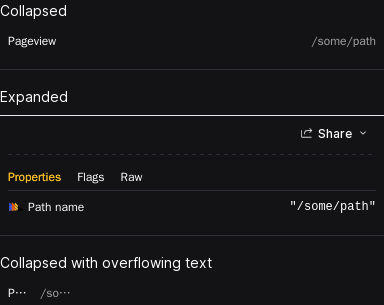 Collapsed
Pageview /some/path
Expanded
Share
Properties Flags Raw
Path name "/some/path"
Collapsed with overflowing text
P… /so…